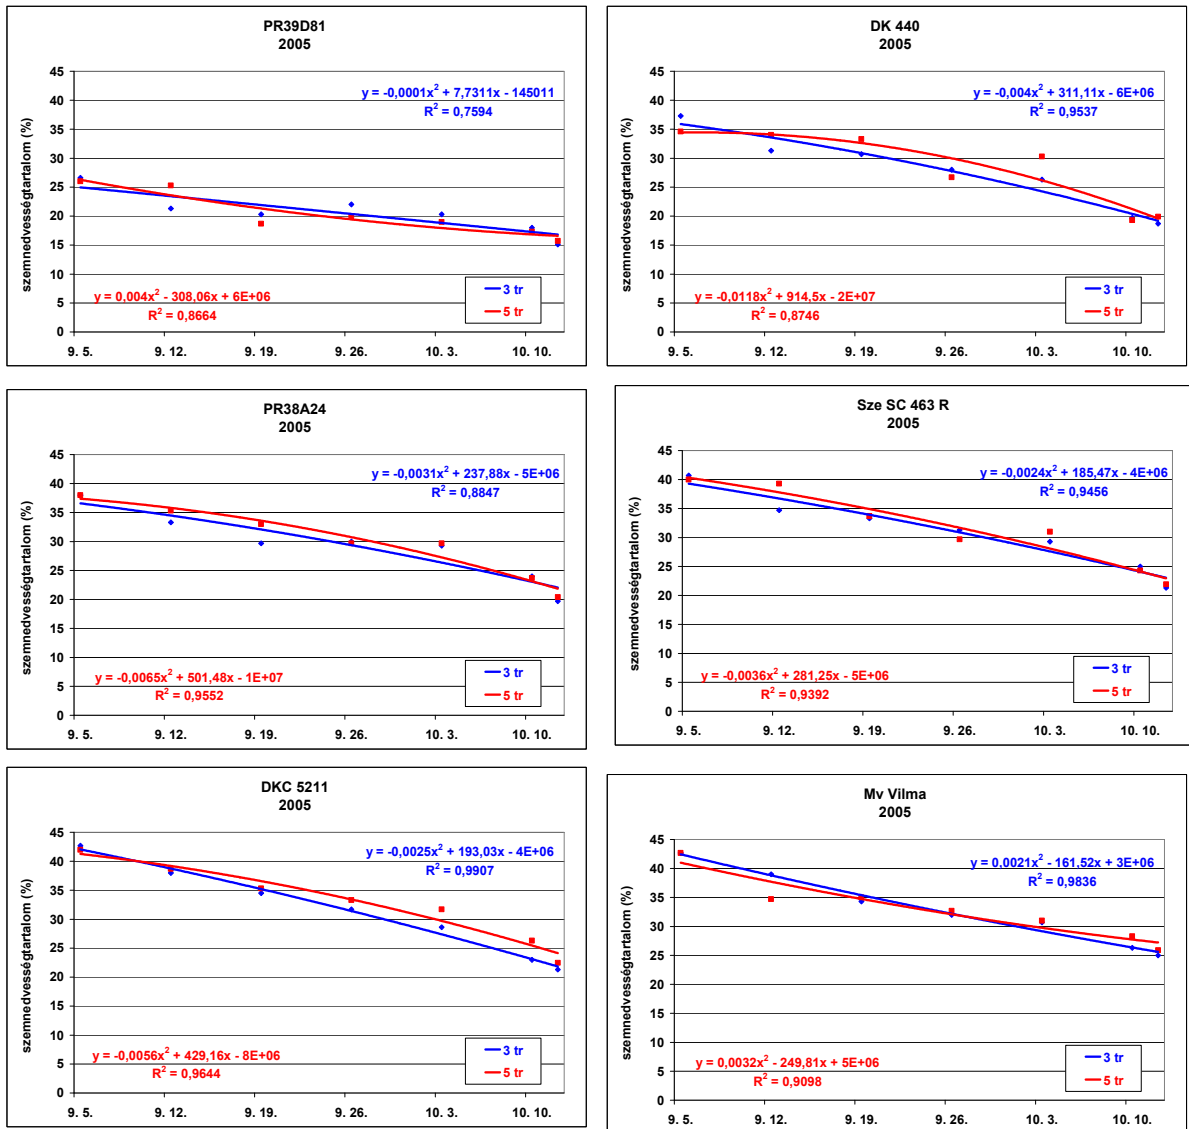 PR39D81
2005
szemnedvességtartalom (%)
45
40
35
30
25
20
15
10
5
0
y = -0,0001x² + 7,7311x - 145011
R² = 0,7594
y = 0,004x² - 308,06x + 6E+06
R² = 0,8664
3 tr
5 tr
9. 5.
9. 12.
9. 19.
9. 26.
10. 3.
10. 10.
DK 440
2005
szemnedvességtartalom (%)
45
40
35
30
25
20
15
10
5
0
y = -0,004x² + 311,11x - 6E+06
R² = 0,9537
y = -0,0118x² + 914,5x - 2E+07
R² = 0,8746
3 tr
5 tr
9. 5.
9. 12.
9. 19.
9. 26.
10. 3.
10. 10.
PR38A24
2005
szemnedvességtartalom (%)
45
40
35
30
25
20
15
10
5
0
y = -0,0031x² + 237,88x - 5E+06
R² = 0,8847
y = -0,0065x² + 501,48x - 1E+07
R² = 0,9552
3 tr
5 tr
9. 5.
9. 12.
9. 19.
9. 26.
10. 3.
10. 10.
Sze SC 463 R
2005
szemnedvességtartalom (%)
45
40
35
30
25
20
15
10
5
0
y = -0,0024x² + 185,47x - 4E+06
R² = 0,9456
y = -0,0036x² + 281,25x - 5E+06
R² = 0,9392
3 tr
5 tr
9. 5.
9. 12.
9. 19.
9. 26.
10. 3.
10. 10.
DKC 5211
2005
szemnedvességtartalom (%)
45
40
35
30
25
20
15
10
5
0
y = -0,0025x² + 193,03x - 4E+06
R² = 0,9907
y = -0,0056x² + 429,16x - 8E+06
R² = 0,9644
3 tr
5 tr
9. 5.
9. 12.
9. 19.
9. 26.
10. 3.
10. 10.
Mv Vilma
2005
szemnedvességtartalom (%)
45
40
35
30
25
20
15
10
5
0
y = 0,0021x² - 161,52x + 3E+06
R² = 0,9836
y = 0,0032x² - 249,81x + 5E+06
R² = 0,9098
3 tr
5 tr
9. 5.
9. 12.
9. 19.
9. 26.
10. 3.
10. 10.